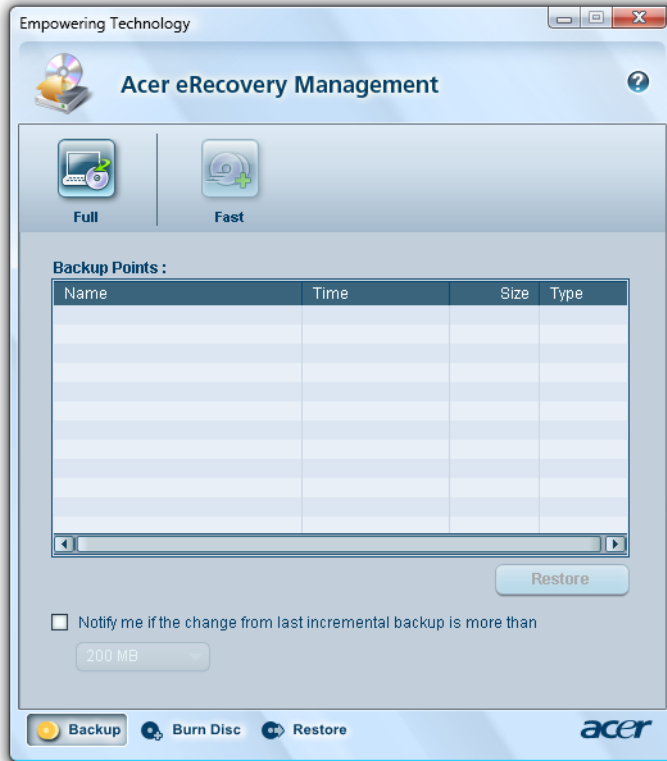 Empowering Technology
Acer eRecovery Management
Full
Fast
Backup Points :
Name Time Size Type
Restore
Notify me if the change from last incremental backup is more than
200 MB
Backup Burn Disc Restore acer